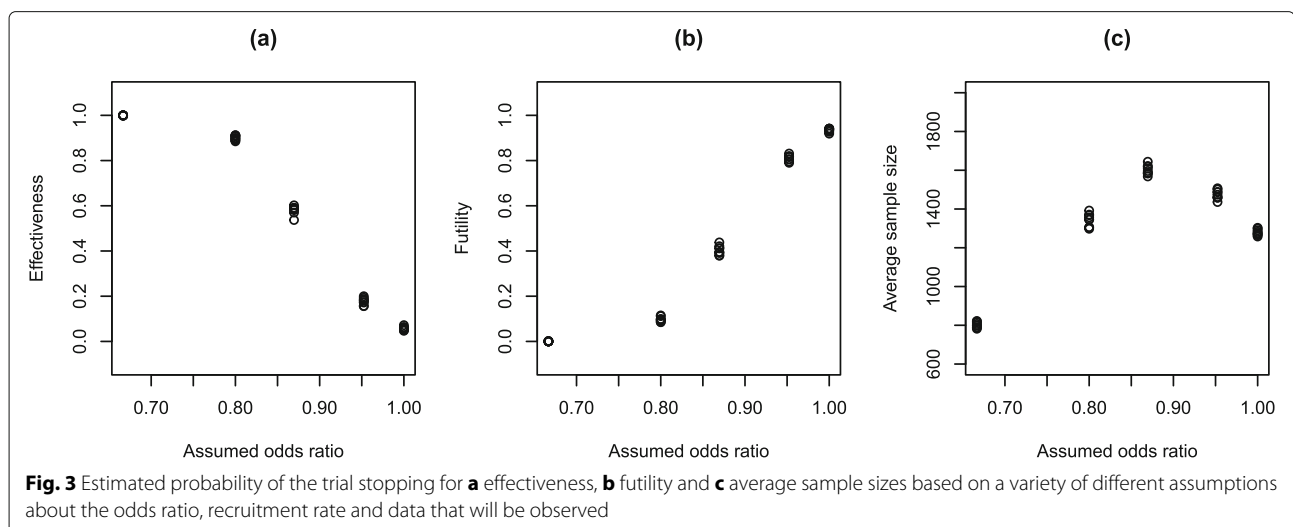 (a)
Effectiveness
1.0
0.8
0.6
0.4
0.2
0.0
0.70 0.80 0.90 1.00
Assumed odds ratio
(b)
Futility
1.0
0.8
0.6
0.4
0.2
0.0
0.70 0.80 0.90 1.00
Assumed odds ratio
(c)
Average sample size
1800
1400
1000
600
0.70 0.80 0.90 1.00
Assumed odds ratio
Fig. 3 Estimated probability of the trial stopping for a effectiveness, b futility and c average sample sizes based on a variety of different assumptions
about the odds ratio, recruitment rate and data that will be observed